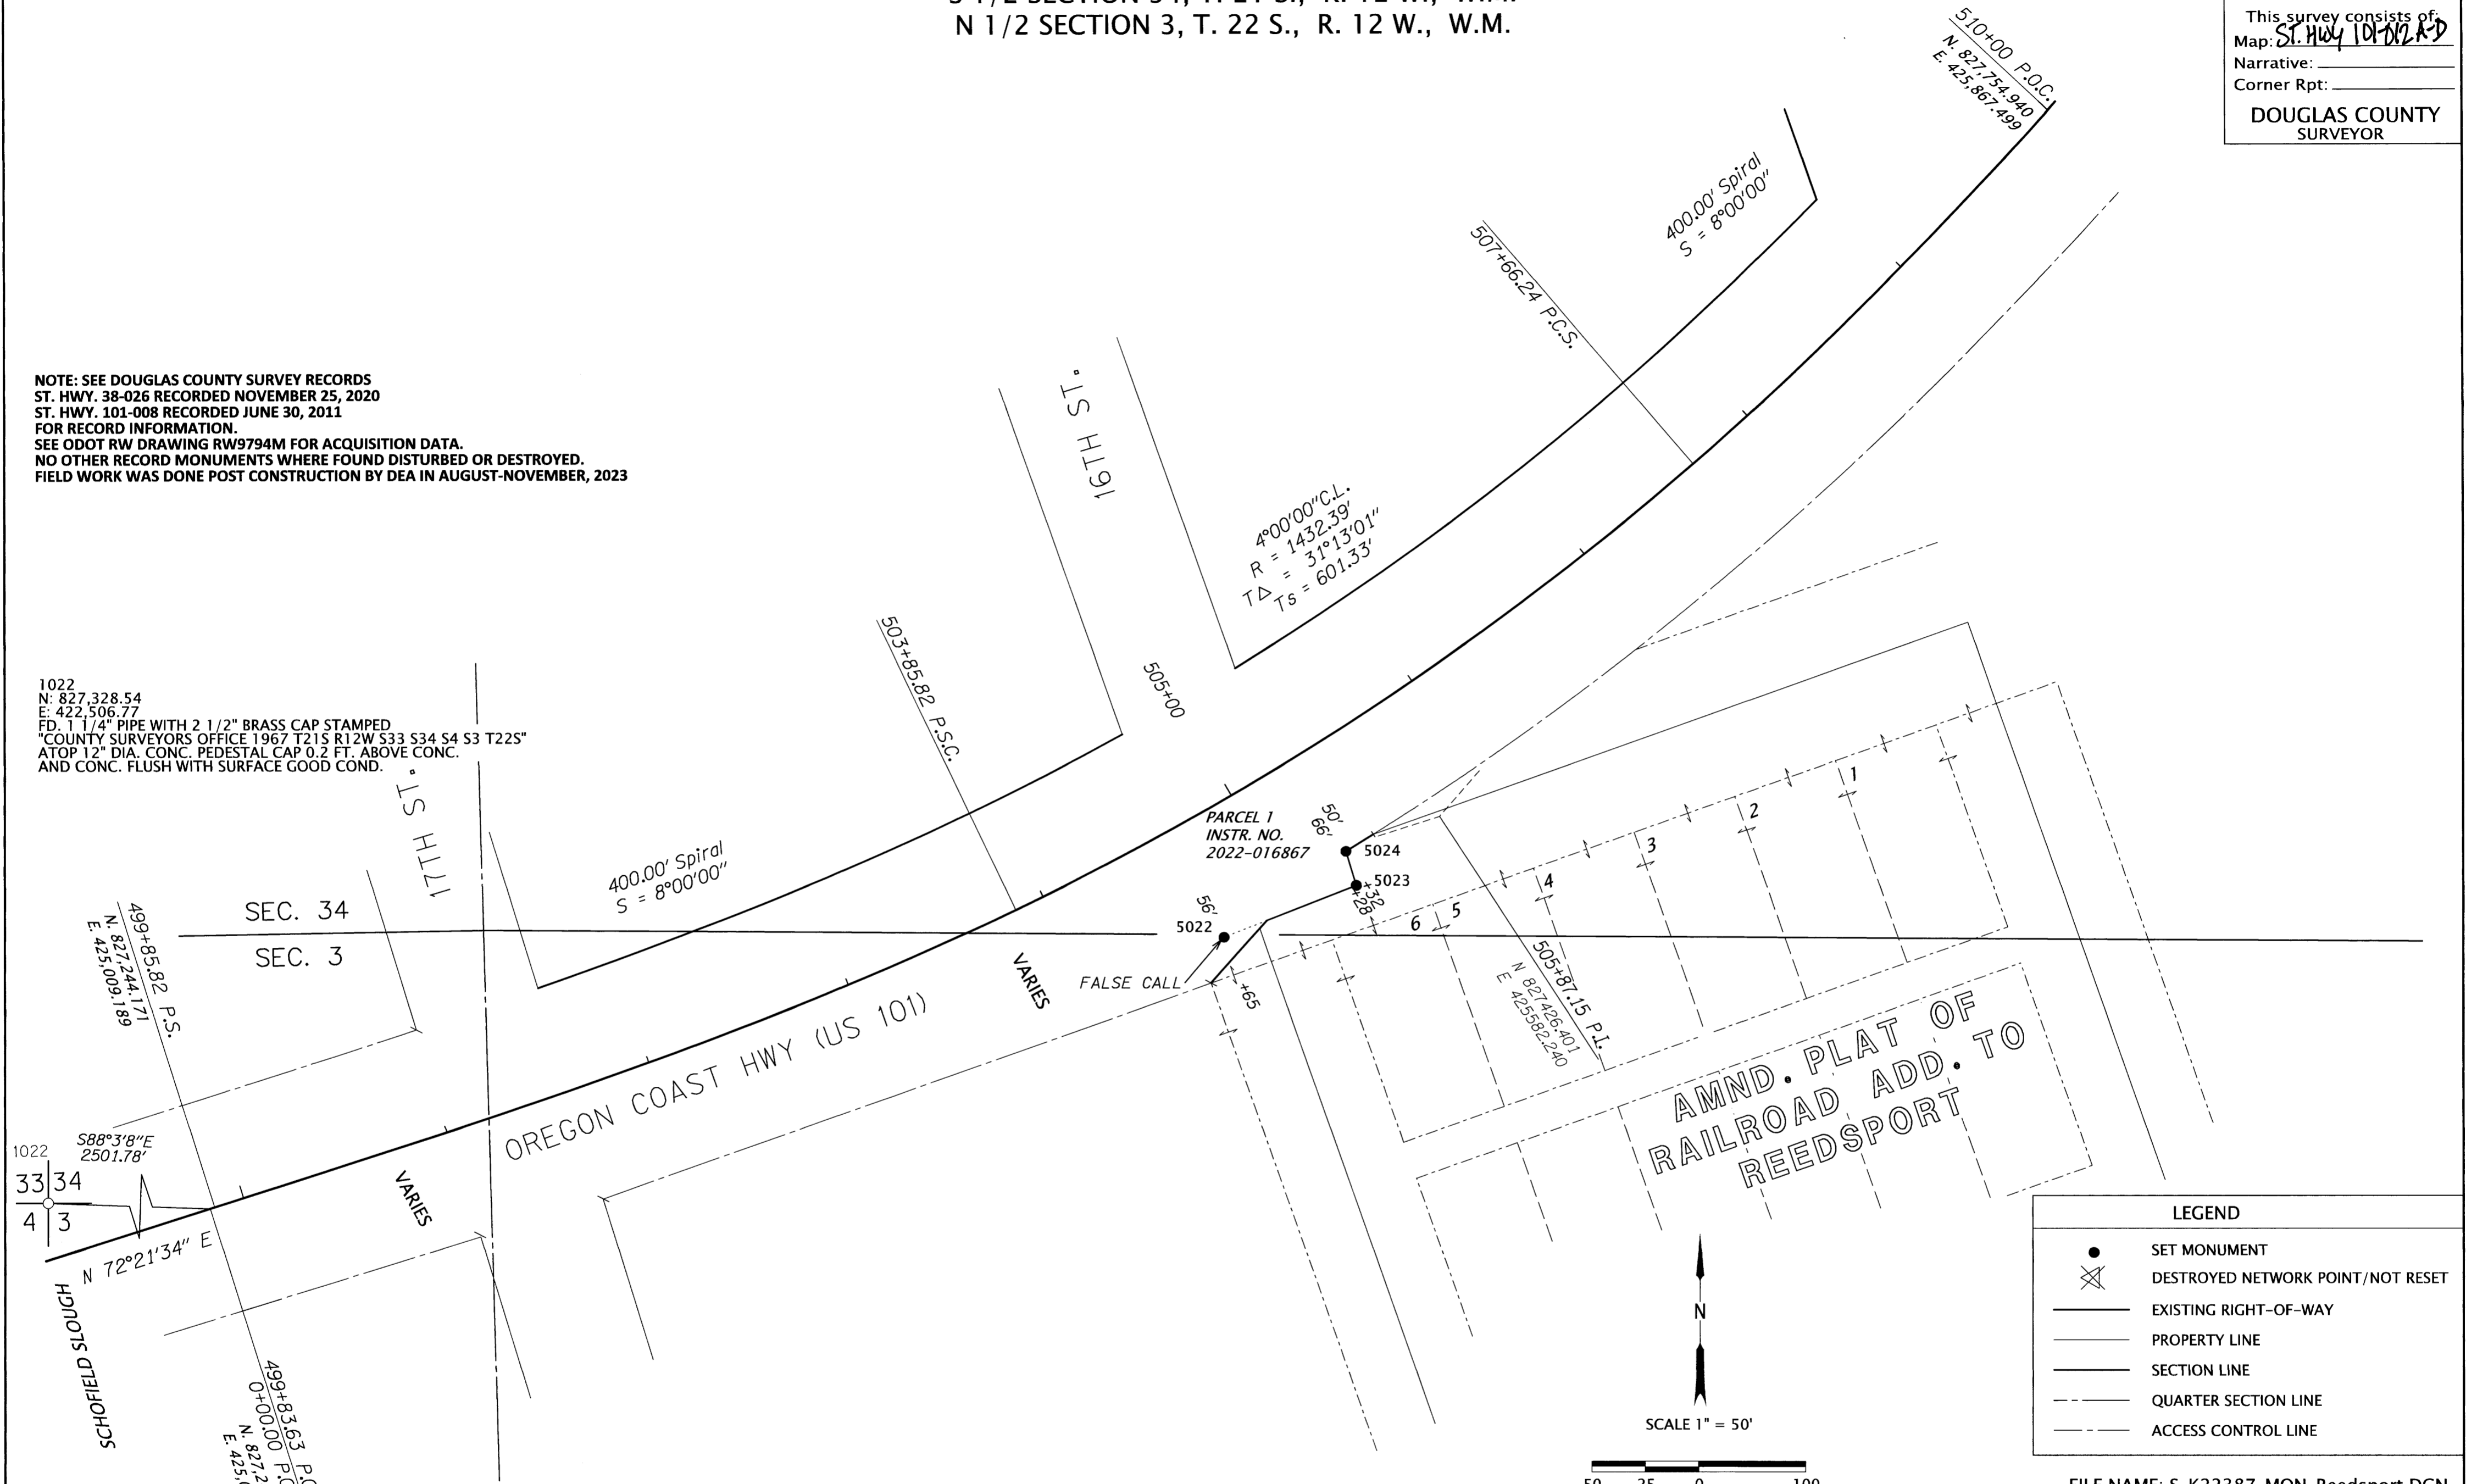 N 1/2 SECTION 3, T. 22 S., R. 12 W., W.M.
This survey consists of:
Map: ST. HWY 101-012 A-D
Narrative:
Corner Rpt:
DOUGLAS COUNTY
SURVEYOR
510+00 P.O.C.
N. 827,754.940
E. 425,867.499
400.00' Spiral
S = 8°00'00"
507+66.24 P.C.S.
NOTE: SEE DOUGLAS COUNTY SURVEY RECORDS
ST. HWY. 38-026 RECORDED NOVEMBER 25, 2020
ST. HWY. 101-008 RECORDED JUNE 30, 2011
FOR RECORD INFORMATION.
SEE ODOT RW DRAWING RW9794M FOR ACQUISITION DATA.
NO OTHER RECORD MONUMENTS WHERE FOUND DISTURBED OR DESTROYED.
FIELD WORK WAS DONE POST CONSTRUCTION BY DEA IN AUGUST-NOVEMBER, 2023
16TH ST.
4°00'00"C.L.
R = 1432.39'
T△ = 31°13'01"
Ts = 601.33'
503+85.82 P.S.C.
505+00
1022
N: 827,328.54
E: 422,506.77
FD. 1 1/4" PIPE WITH 2 1/2" BRASS CAP STAMPED
"COUNTY SURVEYORS OFFICE 1967 T21S R12W S33 S34 S4 S3 T22S"
ATOP 12" DIA. CONC. PEDESTAL CAP 0.2 FT. ABOVE CONC.
AND CONC. FLUSH WITH SURFACE GOOD COND.
17TH ST.
400.00' Spiral
S = 8°00'00"
PARCEL 1
INSTR. NO.
2022-016867
50'
66'
5024
5023
+32
+28
56'
5022
FALSE CALL
+65
1
2
3
4
5
6
SEC. 34
SEC. 3
499+85.82 P.S.
N. 827,244.171
E. 425,009.189
VARIES
505+87.15 P.I.
N 827426.401
E 425582.240
OREGON COAST HWY (US 101)
AMND. PLAT OF
RAILROAD ADD. TO
REEDSPORT
1022
S88°3'8"E
2501.78'
33 34
4 3
N 72°21'34" E
VARIES
SCHOFIELD SLOUGH
499+83.63
0+00.00
N. 827,2
E. 425,
N
SCALE 1" = 50'
50 25 0 100
LEGEND
SET MONUMENT
DESTROYED NETWORK POINT/NOT RESET
EXISTING RIGHT-OF-WAY
PROPERTY LINE
SECTION LINE
QUARTER SECTION LINE
ACCESS CONTROL LINE